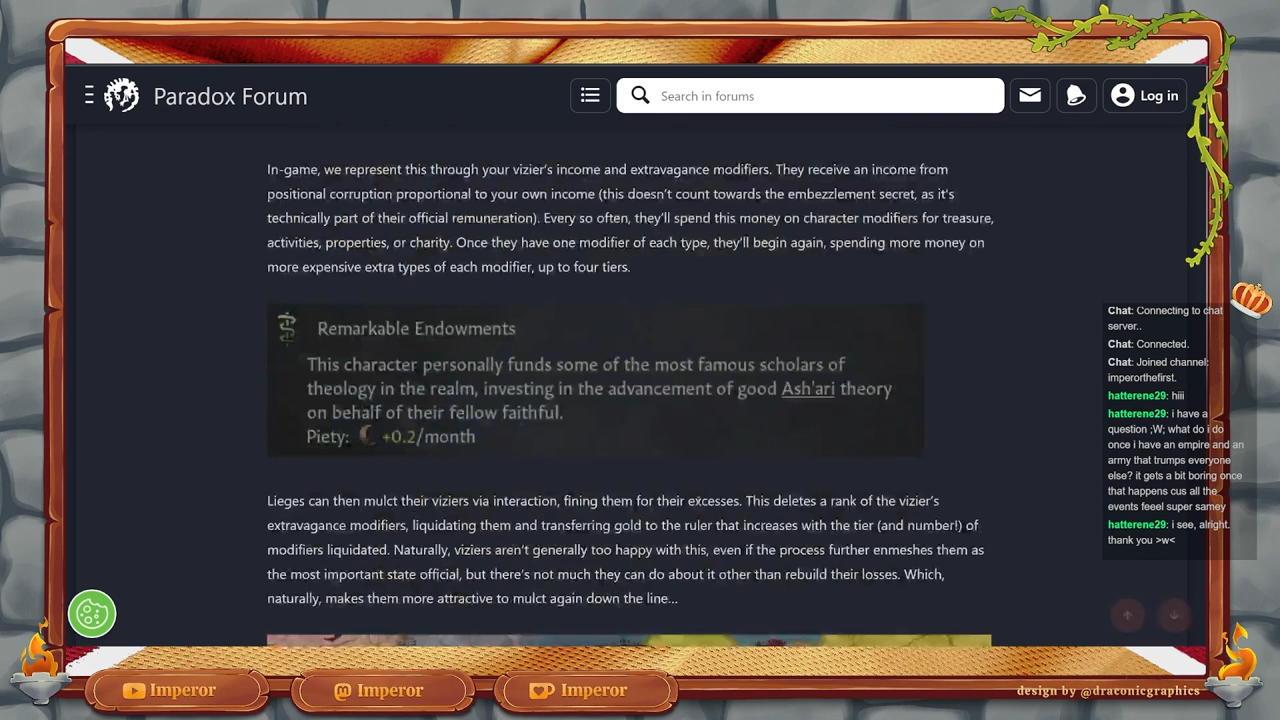 Paradox Forum
Search in forums
Log in
In-game, we represent this through your vizier's income and extravagance modifiers. They receive an income from
positional corruption proportional to your own income (this doesn't count towards the embezzlement secret, as it's
technically part of their official remuneration). Every so often, they'll spend this money on character modifiers for treasure,
activities, properties, or charity. Once they have one modifier of each type, they'll begin again, spending more money on
more expensive extra types of each modifier, up to four tiers.
Remarkable Endowments
This character personally funds some of the most famous scholars of
theology in the realm, investing in the advancement of good Ash'ari theory
on behalf of their fellow faithful.
Piety: +0.2/month
Lieges can then mulct their viziers via interaction, fining them for their excesses. This deletes a rank of the vizier's
extravagance modifiers, liquidating them and transferring gold to the ruler that increases with the tier (and number!) of
modifiers liquidated. Naturally, viziers aren't generally too happy with this, even if the process further enmeshes them as
the most important state official, but there's not much they can do about it other than rebuild their losses. Which,
naturally, makes them more attractive to mulct again down the line...
Chat: Connecting to chat
server..
Chat: Connected.
Chat: Joined channel:
imperorthefirst.
hatterene29: hiii
hatterene29: i have a
question ;W; what do i do
once i have an empire and an
army that trumps everyone
else? it gets a bit boring once
that happens cus all the
events feeel super samey
hatterene29: i see, alright.
thank you >w<
Imperor
Imperor
Imperor
design by @draconicgraphics